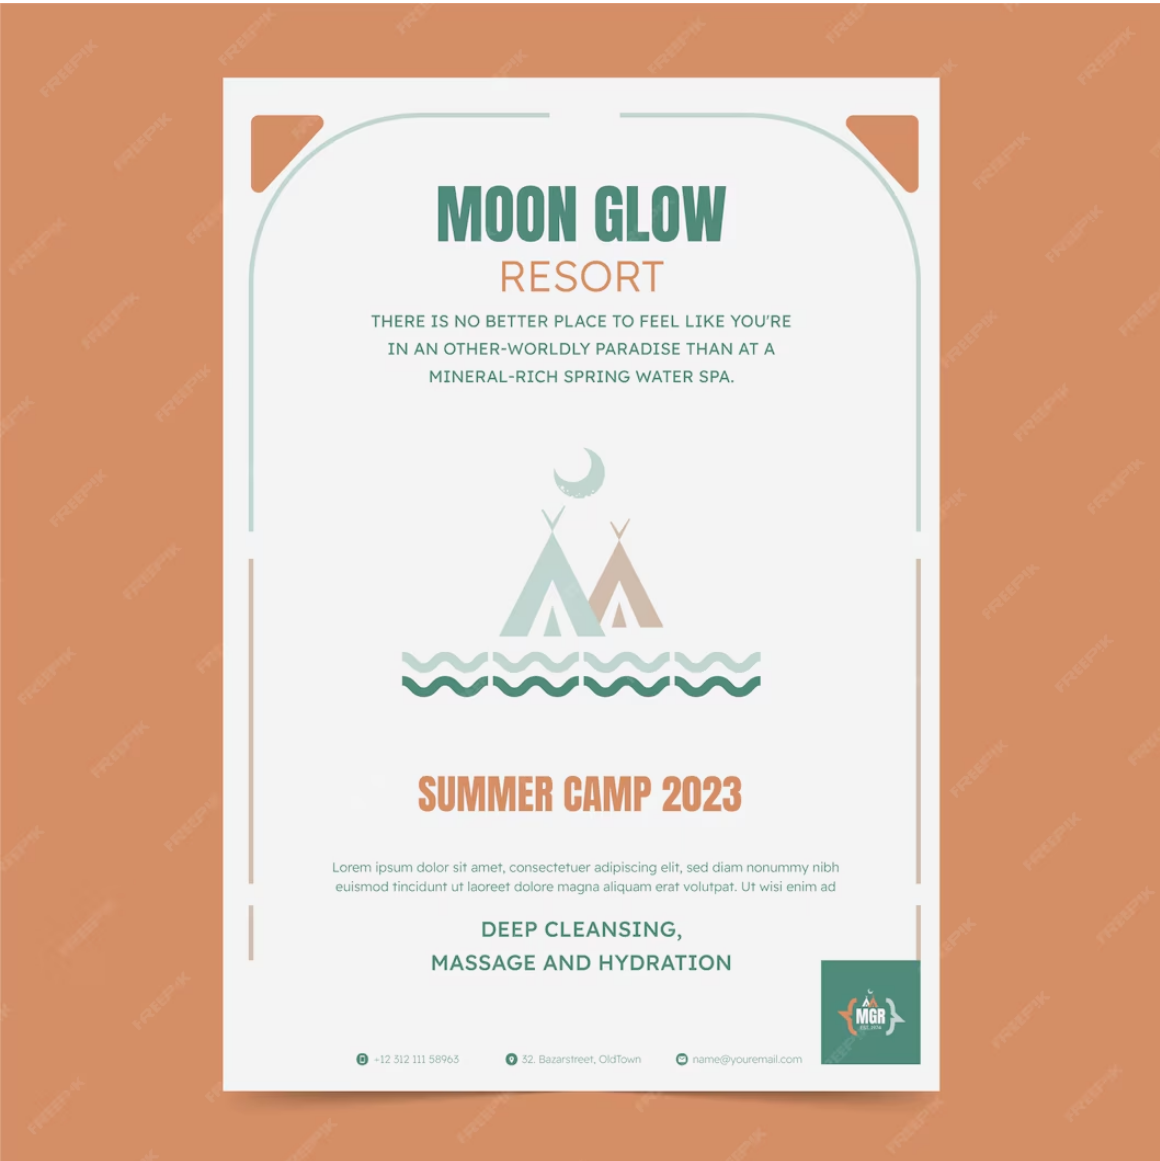 MOON GLOW
RESORT
THERE IS NO BETTER PLACE TO FEEL LIKE YOU'RE
IN AN OTHER-WORLDLY PARADISE THAN AT A
MINERAL-RICH SPRING WATER SPA.
SUMMER CAMP 2023
Lorem ipsum dolor sit amet, consectetuer adipiscing elit, sed diam nonummy nibh
euismod tincidunt ut laoreet dolore magna aliquam erat volutpat. Ut wisi enim ad
DEEP CLEANSING,
MASSAGE AND HYDRATION
MGR
+12 312 111 58963
32. Bazarstreet, OldTown
name@youremail.com
FREEPIK